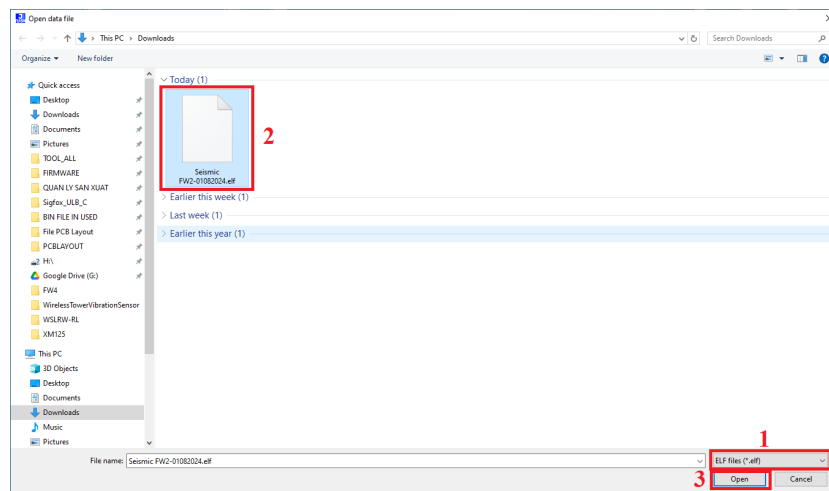 Open data file
This PC > Downloads
Search Downloads
Organize
New folder
Quick access
Desktop
Downloads
Documents
Pictures
TOOL_ALL
FIRMWARE
QUAN LY SAN XUAT
Sigfox_ULB_C
BIN FILE IN USED
File PCB Layout
PCBLAYOUT
H:\
Google Drive (G:)
FW4
WirelessTowerVibrationSensor
WSLRW-RL
XM125
This PC
3D Objects
Desktop
Documents
Downloads
Music
Pictures
Today (1)
Seismic
FW2-01082024.elf
2
Earlier this week (1)
Last week (1)
Earlier this year (1)
1
File name: Seismic FW2-01082024.elf
ELF files (*.elf)
3
Open
Cancel